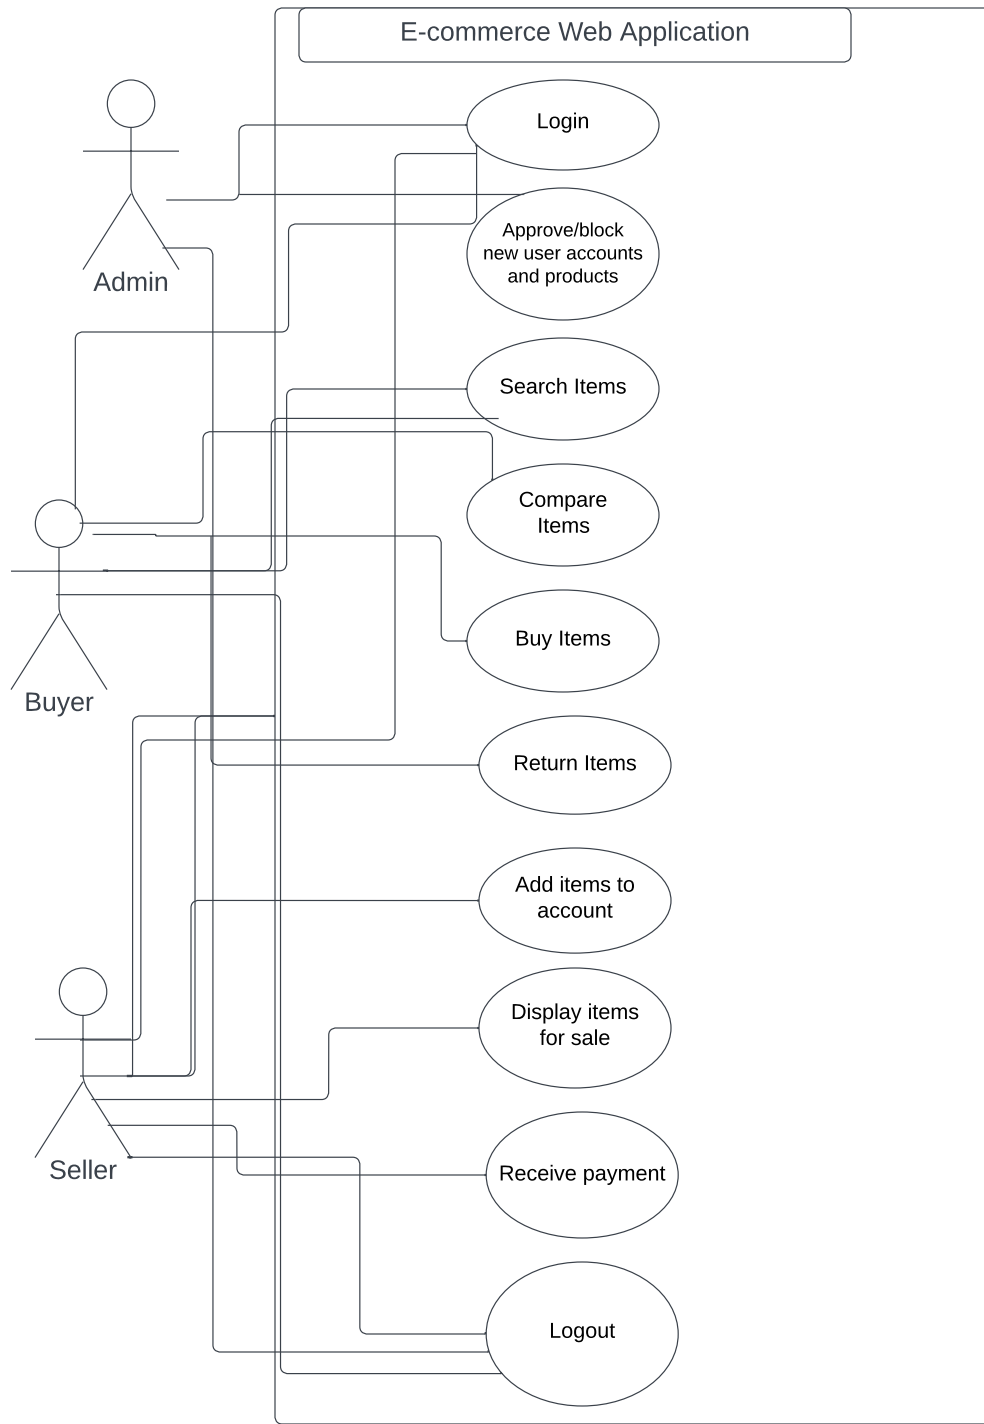 E-commerce Web Application
Login
Approve/block
new user accounts
and products
Admin
Search Items
Compare
Items
Buy Items
Buyer
Return Items
Add items to
account
Display items
for sale
Seller
Receive payment
Logout